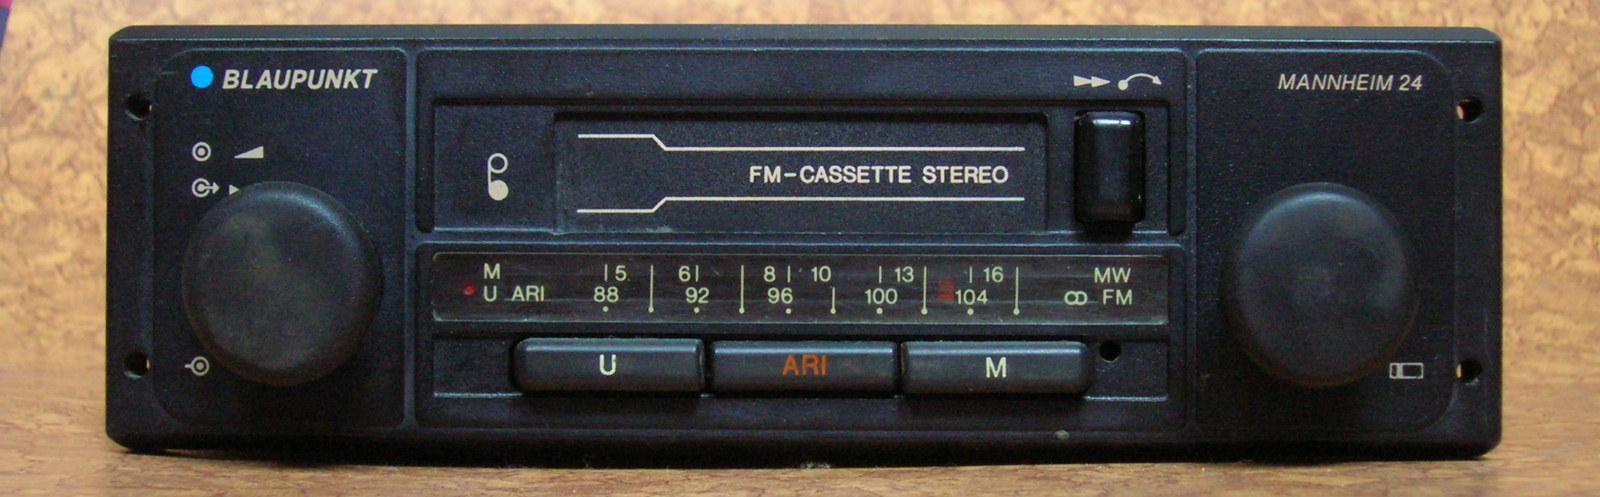 BLAUPUNKT
MANNHEIM 24
FM-CASSETTE STEREO
M 5 6 8 10 13 16 MW
U ARI 88 92 96 100 104 FM
U ARI M